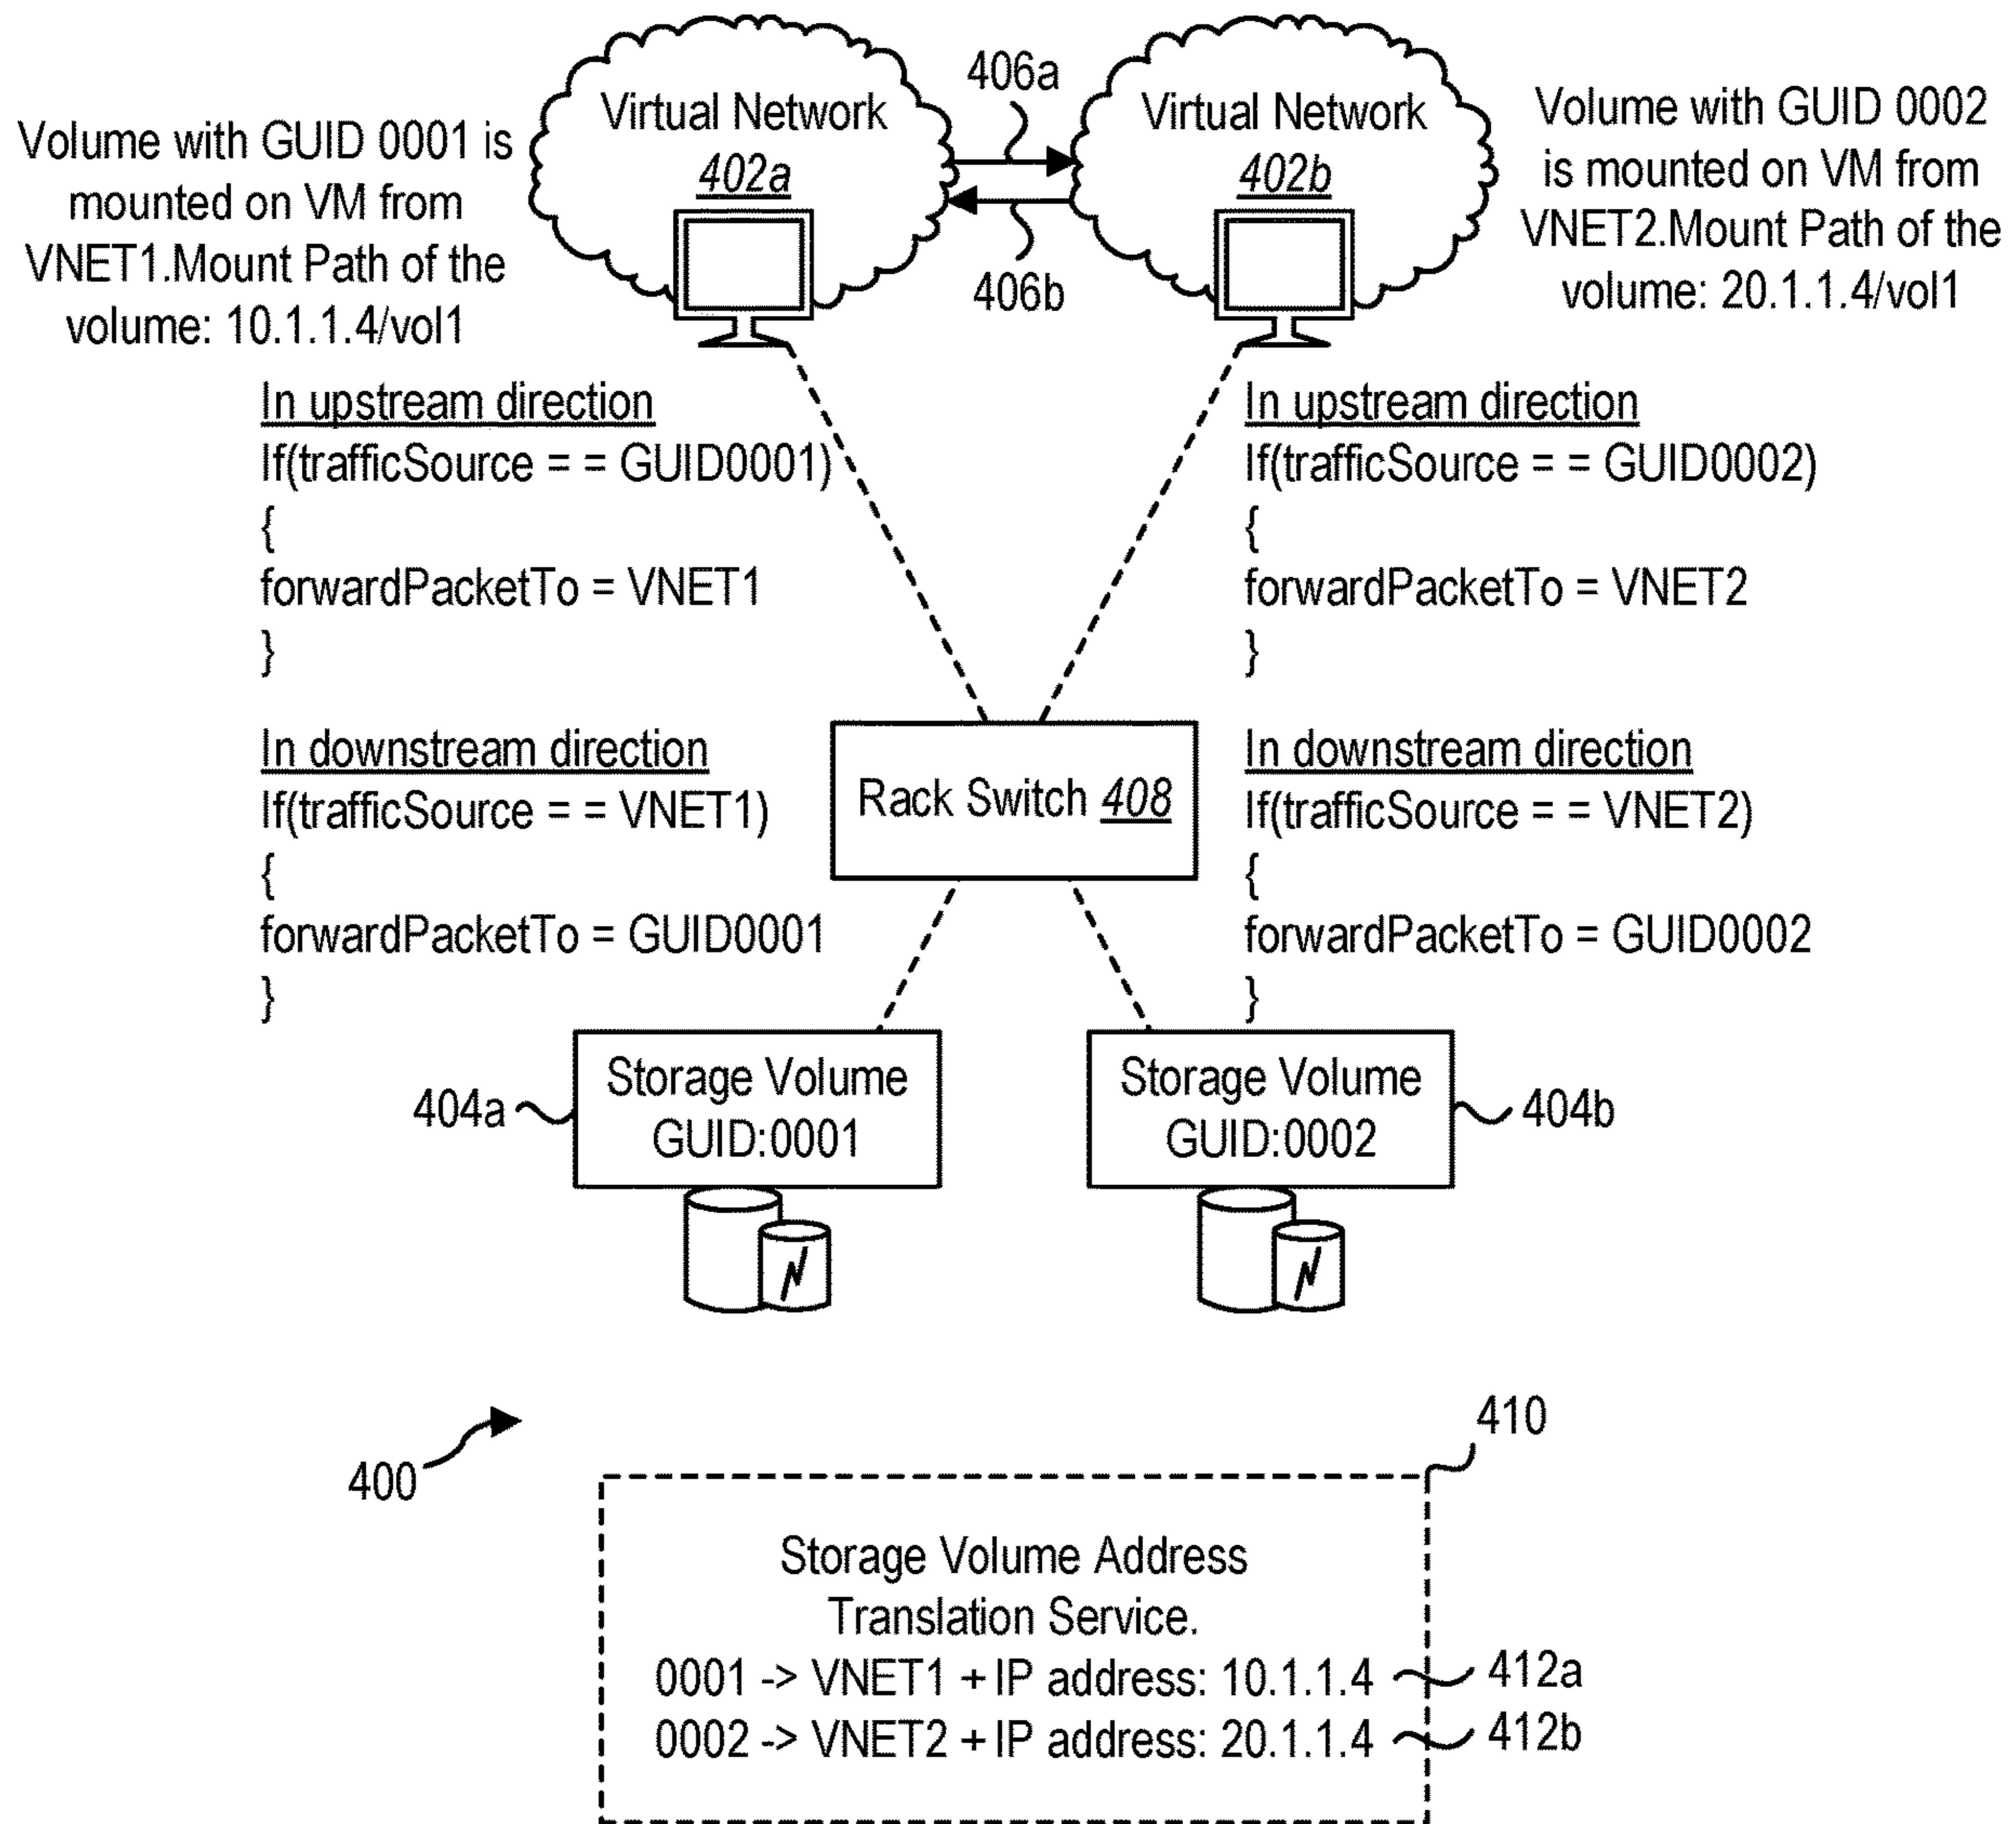 406a
Virtual Network
402a
Virtual Network
402b
406b
Volume with GUID 0001 is
mounted on VM from
VNET1.Mount Path of the
volume: 10.1.1.4/vol1
Volume with GUID 0002
is mounted on VM from
VNET2.Mount Path of the
volume: 20.1.1.4/vol1
In upstream direction
If(trafficSource = = GUID0001)
{
forwardPacketTo = VNET1
}
In upstream direction
If(trafficSource = = GUID0002)
{
forwardPacketTo = VNET2
}
In downstream direction
If(trafficSource = = VNET1)
{
forwardPacketTo = GUID0001
}
Rack Switch 408
In downstream direction
If(trafficSource = = VNET2)
{
forwardPacketTo = GUID0002
}
404a
Storage Volume
GUID:0001
Storage Volume
GUID:0002
404b
400
410
Storage Volume Address
Translation Service.
0001 -> VNET1 + IP address: 10.1.1.4
412a
0002 -> VNET2 + IP address: 20.1.1.4
412b